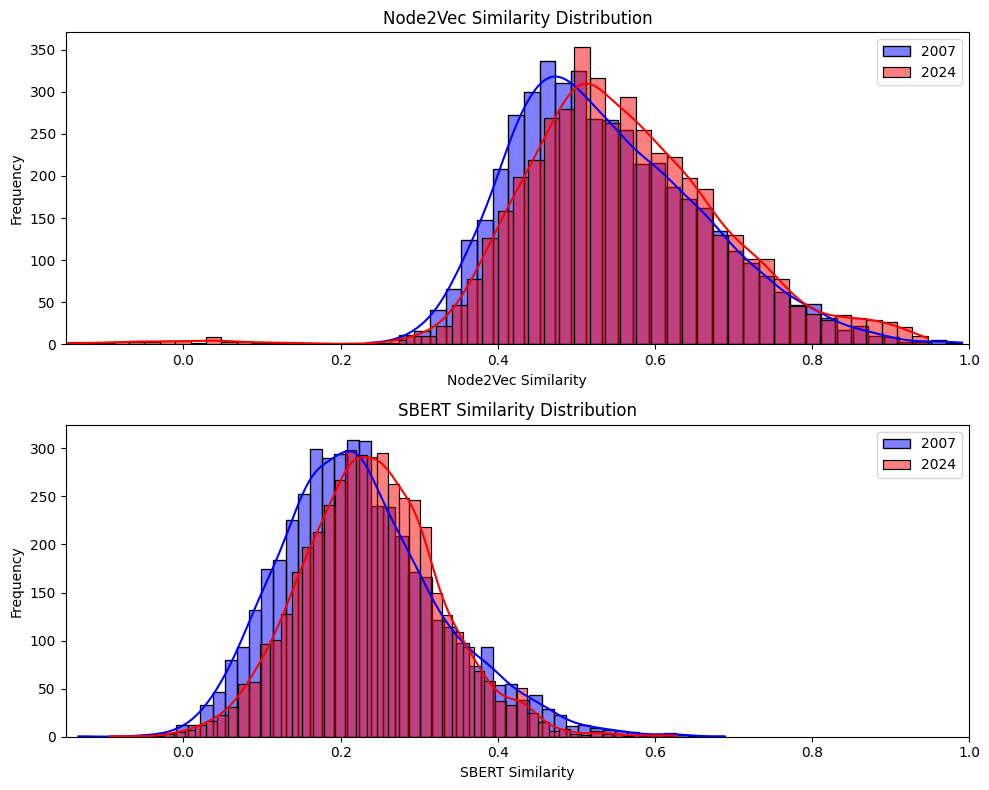 Node2Vec Similarity Distribution
350
300
250
200
150
100
50
0
Frequency
2007
2024
0.0 0.2 0.4 0.6 0.8 1.0
Node2Vec Similarity
SBERT Similarity Distribution
300
250
200
150
100
50
0
Frequency
2007
2024
0.0 0.2 0.4 0.6 0.8 1.0
SBERT Similarity